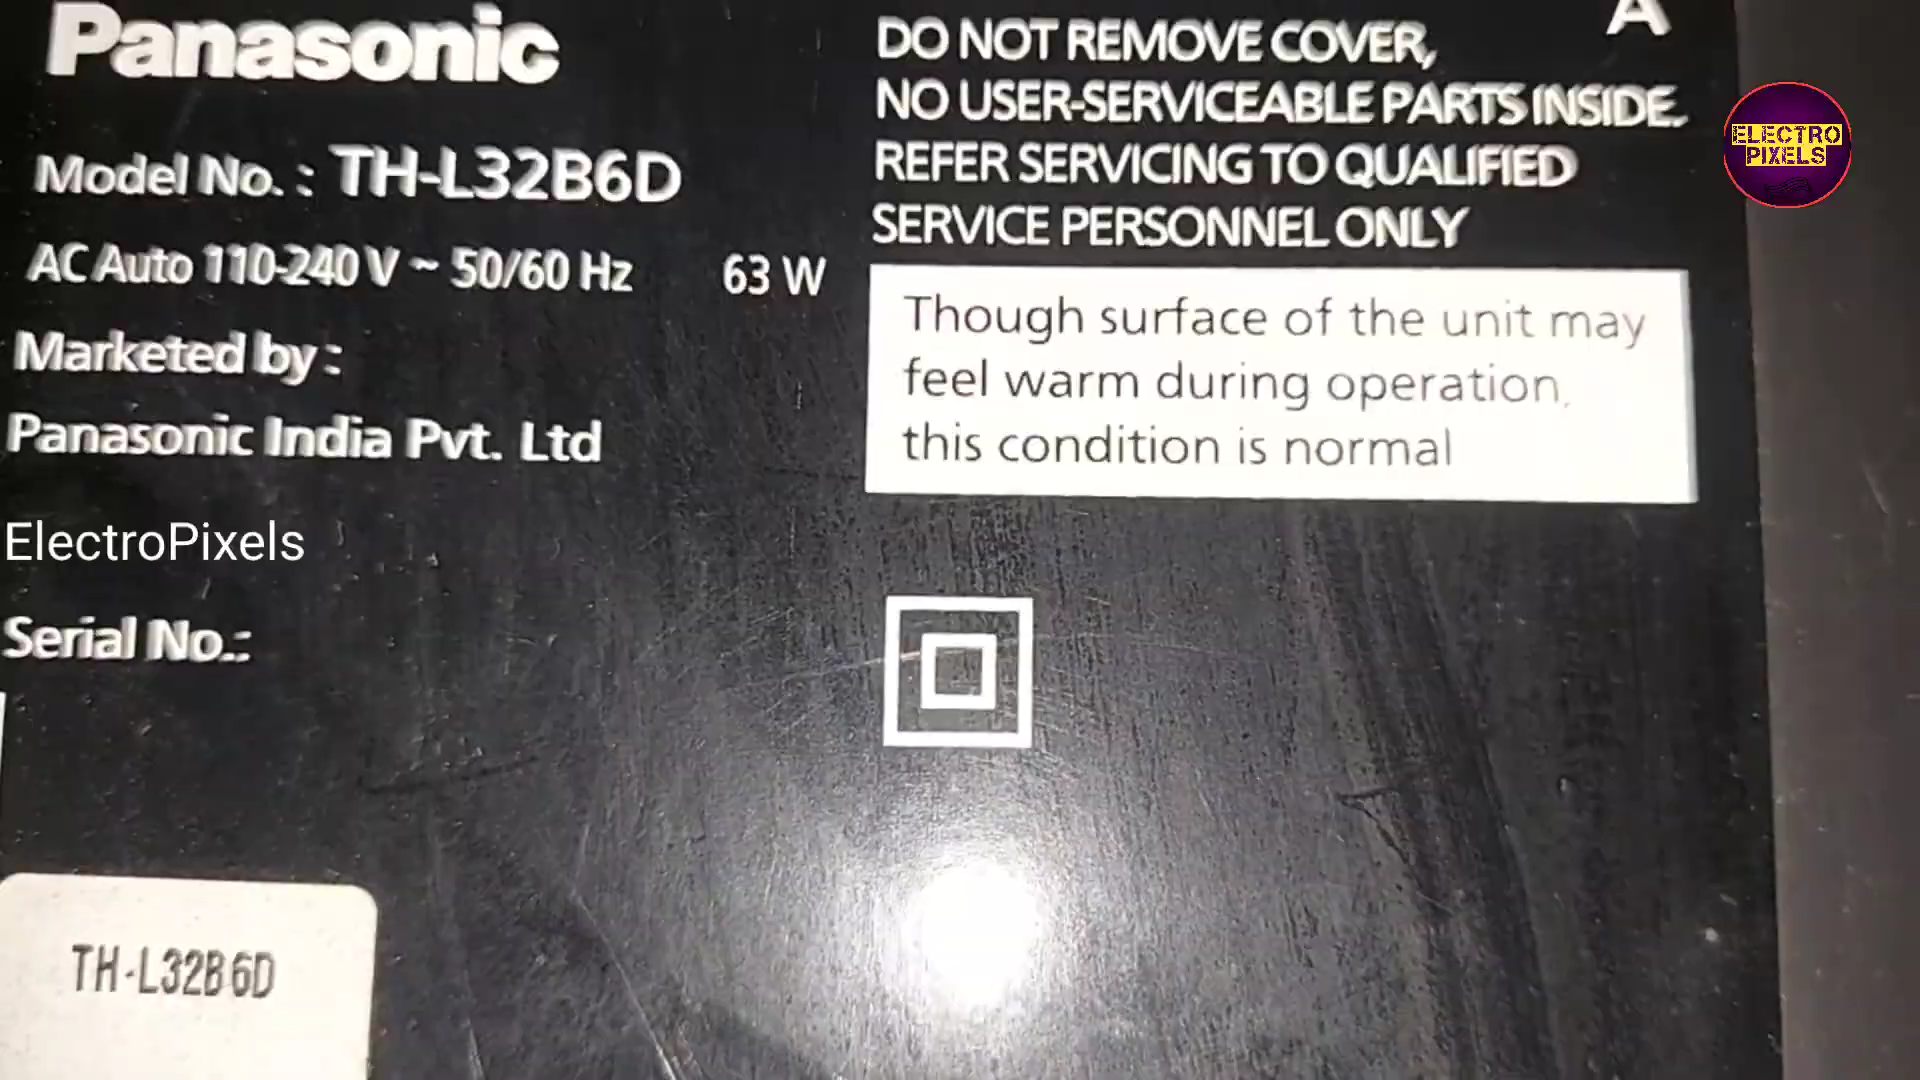 Panasonic
Model No. : TH-L32B6D
AC Auto 110-240 V ~ 50/60 Hz 63 W
Marketed by :
Panasonic India Pvt. Ltd
ElectroPixels
Serial No.:
TH-L32B6D
A
DO NOT REMOVE COVER,
NO USER-SERVICEABLE PARTS INSIDE.
REFER SERVICING TO QUALIFIED
SERVICE PERSONNEL ONLY
Though surface of the unit may
feel warm during operation,
this condition is normal
ELECTRO
PIXELS